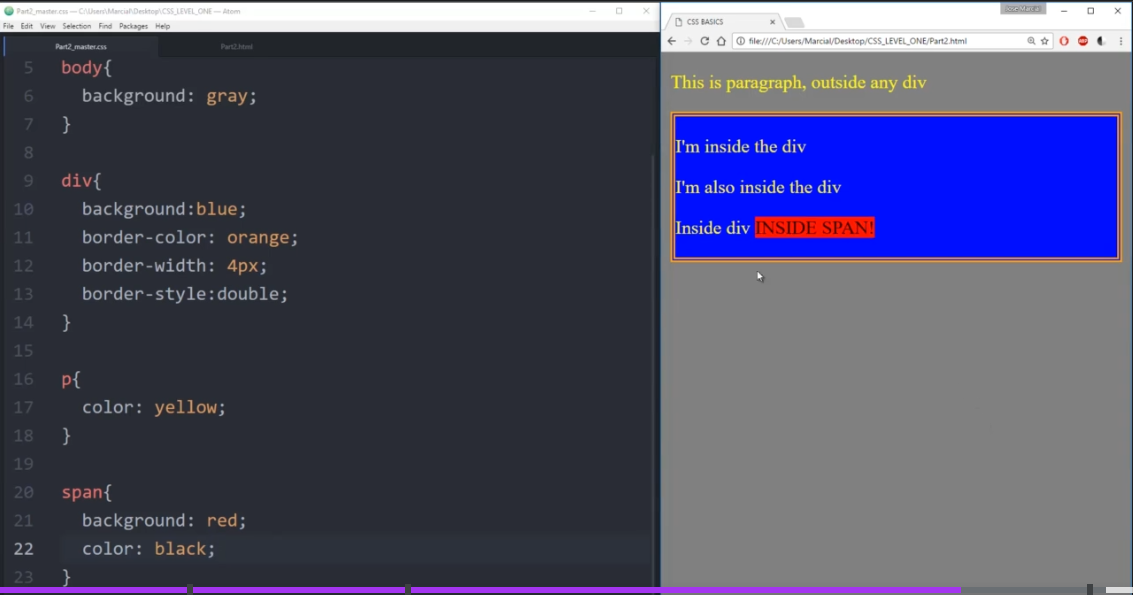 Part2_master.css — C:\Users\Marcial\Desktop\CSS_LEVEL_ONE — Atom
File Edit View Selection Find Packages Help
Part2_master.css Part2.html
5 body{
6 background: gray;
7 }
8
9 div{
10 background:blue;
11 border-color: orange;
12 border-width: 4px;
13 border-style:double;
14 }
15
16 p{
17 color: yellow;
18 }
19
20 span{
21 background: red;
22 color: black;
23 }
Jose Marcial
CSS BASICS
file:///C:/Users/Marcial/Desktop/CSS_LEVEL_ONE/Part2.html
ABP
This is paragraph, outside any div
I'm inside the div
I'm also inside the div
Inside div INSIDE SPAN!